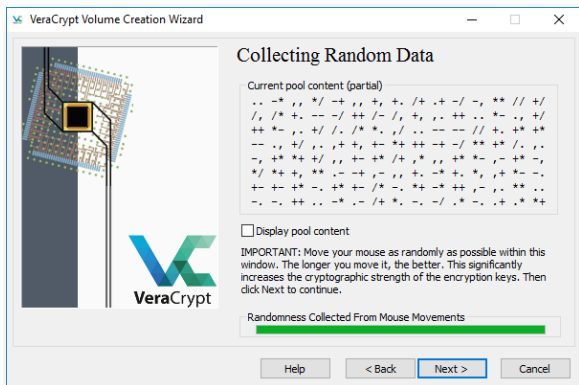 VeraCrypt Volume Creation Wizard
Collecting Random Data
Current pool content (partial)
.. -* ,, */ -+ ,, +, +. /+ .+ -/ -, ** // +/
/, /* +. -- -/ ++ /- /, +, ,. ++ .. *- ., +/
++ *- ,. +/ /. /* *. ,/ .. -- -- // +. +* +*
-- ., +/ ,. ,+ +, +- *+ ++ -+ -/ ** +* /. ,.
-, +* *+ +/ ,, +- +* /+ ,* ,, +* *- ,- +* -,
*/ *+ +, ** .- -+ ,- ,, +. -* +. *, ,+ *- -.
+- +- +* -. +* +- /* -. *+ -* ++ ,- ,. ** ..
-. -. ++ .. -* .- /+ *. -. -/ .* -. .+ .* *+
Display pool content
IMPORTANT: Move your mouse as randomly as possible within this
window. The longer you move it, the better. This significantly
increases the cryptographic strength of the encryption keys. Then
click Next to continue.
VeraCrypt
Randomness Collected From Mouse Movements
Help
< Back
Next >
Cancel